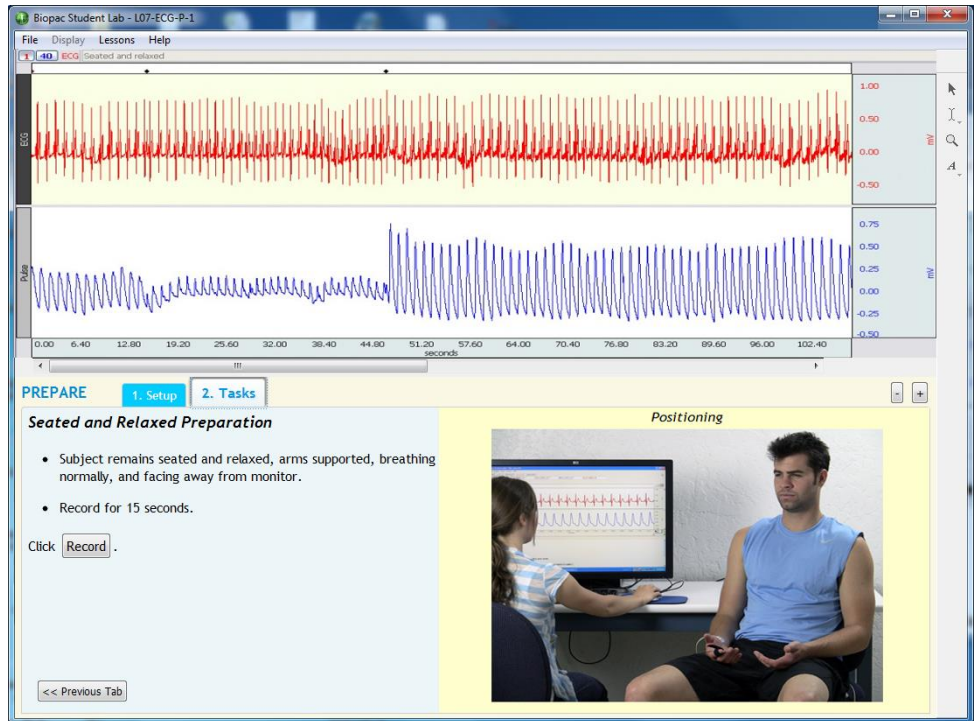 Biopac Student Lab - L07-ECG-P-1
File Display Lessons Help
1 40 ECG Seated and relaxed
ECG
1.00
0.50
0.00
-0.50
mV
Pulse
0.75
0.50
0.25
0.00
-0.25
-0.50
mV
0.00 6.40 12.80 19.20 25.60 32.00 38.40 44.80 51.20 57.60 64.00 70.40 76.80 83.20 89.60 96.00 102.40
seconds
PREPARE 1. Setup 2. Tasks - +
Seated and Relaxed Preparation
• Subject remains seated and relaxed, arms supported, breathing
normally, and facing away from monitor.
• Record for 15 seconds.
Click Record .
<< Previous Tab
Positioning